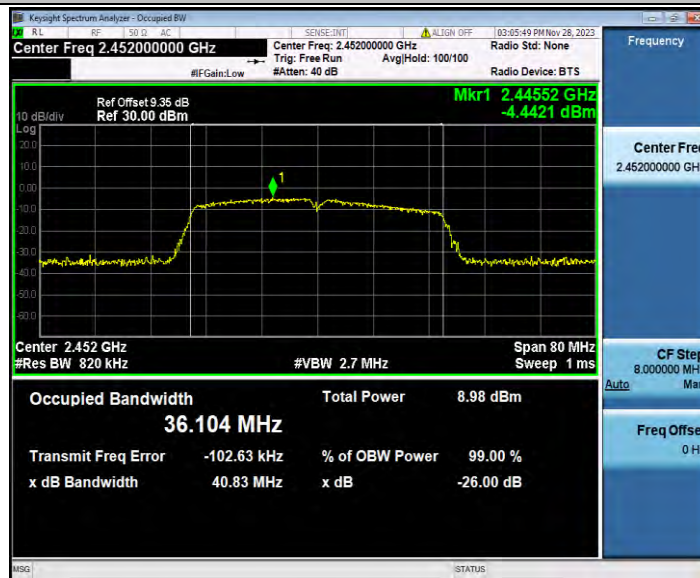 Keysight Spectrum Analyzer - Occupied BW
RL RF 50 Ω AC SENSE:INT ALIGN OFF 03:05:49 PM Nov 28, 2023
Center Freq 2.452000000 GHz
Center Freq: 2.452000000 GHz
Radio Std: None
Trig: Free Run Avg|Hold: 100/100
#IFGain:Low #Atten: 40 dB Radio Device: BTS
Frequency
Ref Offset 9.35 dB
10 dB/div Ref 30.00 dBm
Mkr1 2.44552 GHz
-4.4421 dBm
Log
20.0
10.0
0.00
-10.0
-20.0
-30.0
-40.0
-50.0
-60.0
1
Center 2.452 GHz Span 80 MHz
#Res BW 820 kHz #VBW 2.7 MHz Sweep 1 ms
Occupied Bandwidth Total Power 8.98 dBm
36.104 MHz
Transmit Freq Error -102.63 kHz % of OBW Power 99.00 %
x dB Bandwidth 40.83 MHz x dB -26.00 dB
Center Fre
2.452000000 GH
CF Ste
8.000000 MH
Auto Ma
Freq Offse
0 H
MSG STATUS